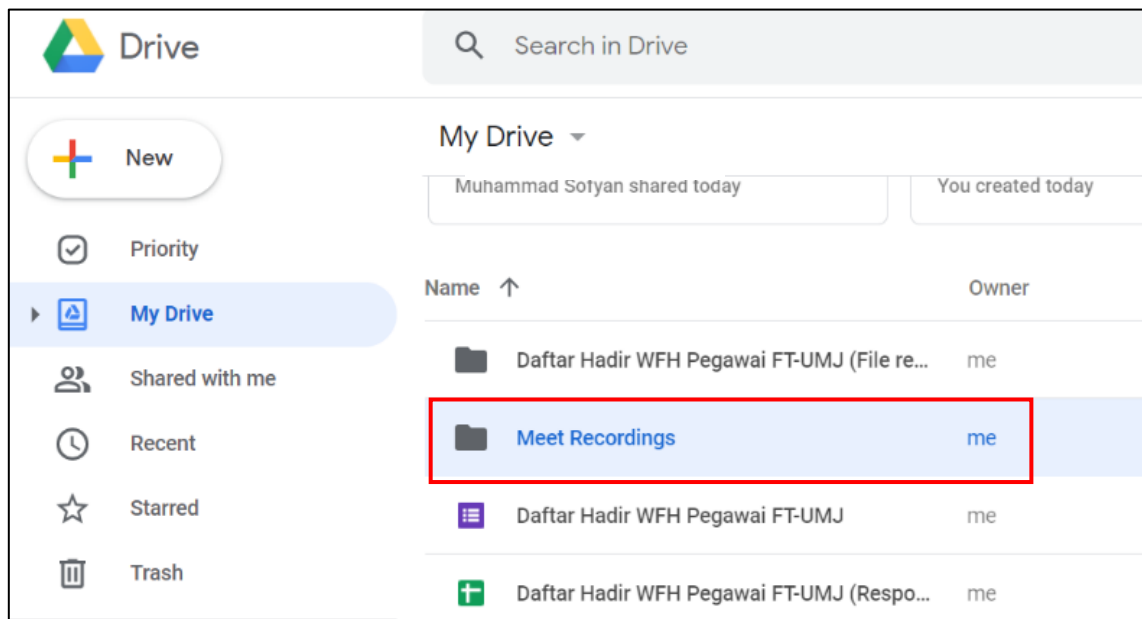 Drive
Search in Drive
New
My Drive
Muhammad Sofyan shared today
You created today
Priority
My Drive
Shared with me
Recent
Starred
Trash
Name
Owner
Daftar Hadir WFH Pegawai FT-UMJ (File re... me
Meet Recordings me
Daftar Hadir WFH Pegawai FT-UMJ me
Daftar Hadir WFH Pegawai FT-UMJ (Respo... me